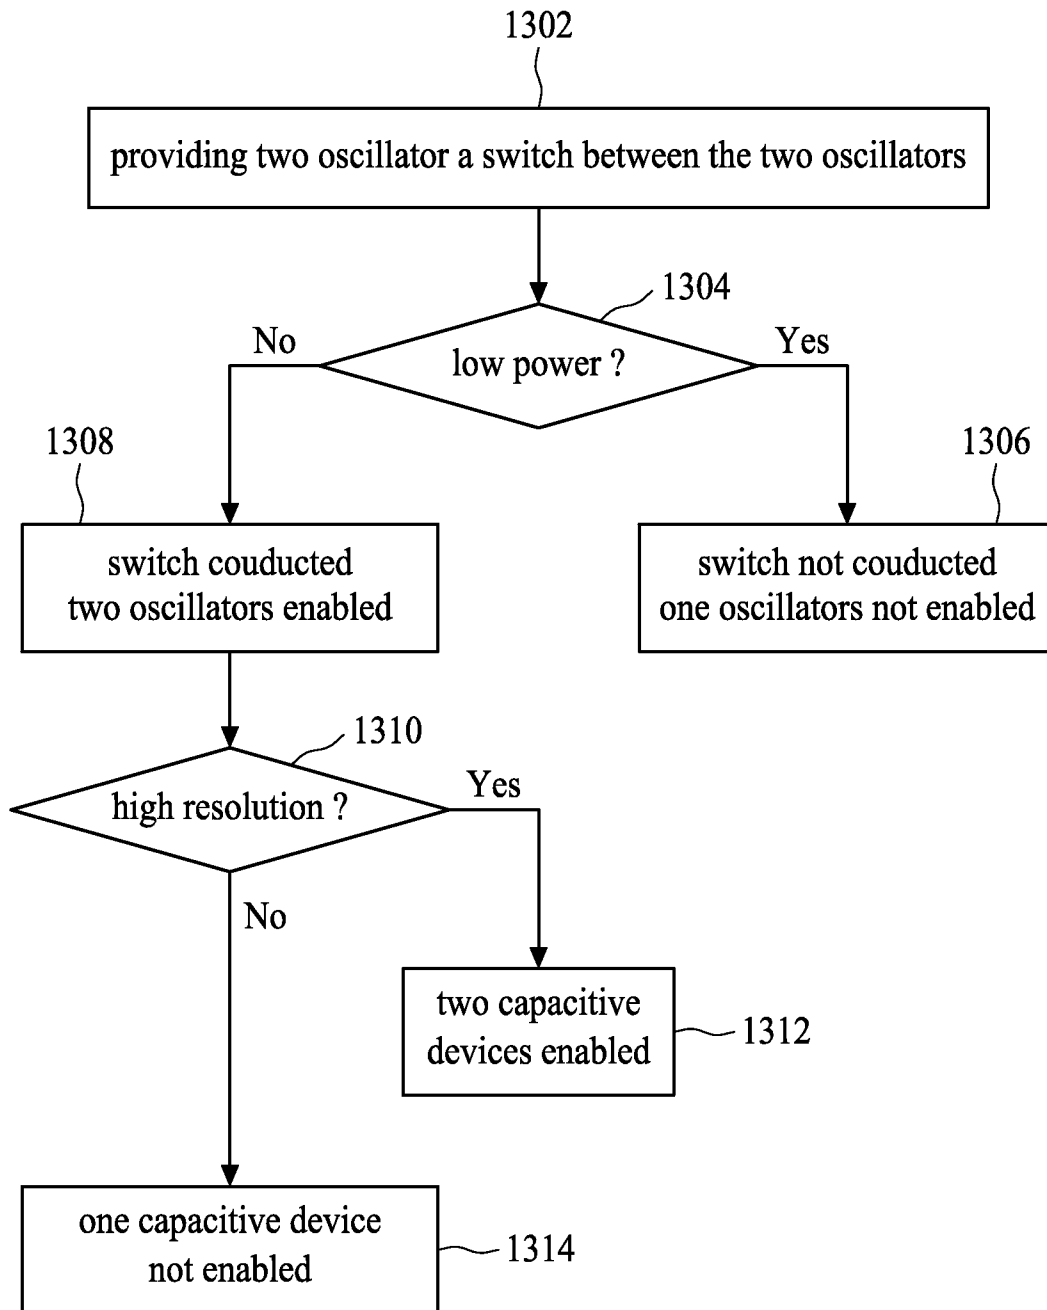 1302
providing two oscillator a switch between the two oscillators
1304
No
Yes
low power ?
1308
1306
switch couducted
two oscillators enabled
switch not couducted
one oscillators not enabled
1310
Yes
high resolution ?
No
two capacitive
devices enabled
1312
one capacitive device
not enabled
1314